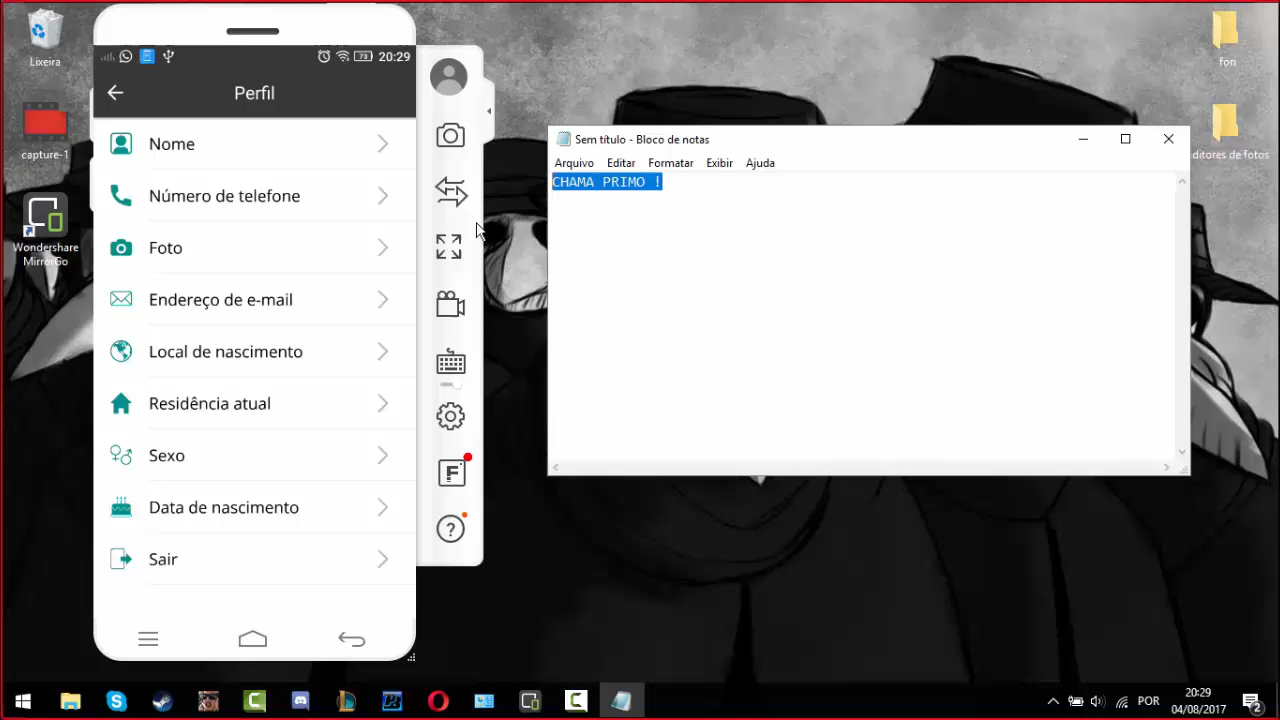 Lixeira
capture-1
Wondershare
MirrorGo
73
20:29
Perfil
Nome
Número de telefone
Foto
Endereço de e-mail
Local de nascimento
Residência atual
Sexo
Data de nascimento
Sair
F
?
Sem título - Bloco de notas
Arquivo
Editar
Formatar
Exibir
Ajuda
CHAMA PRIMO !
fon
ditores de fotos
POR
20:29
04/08/2017
2